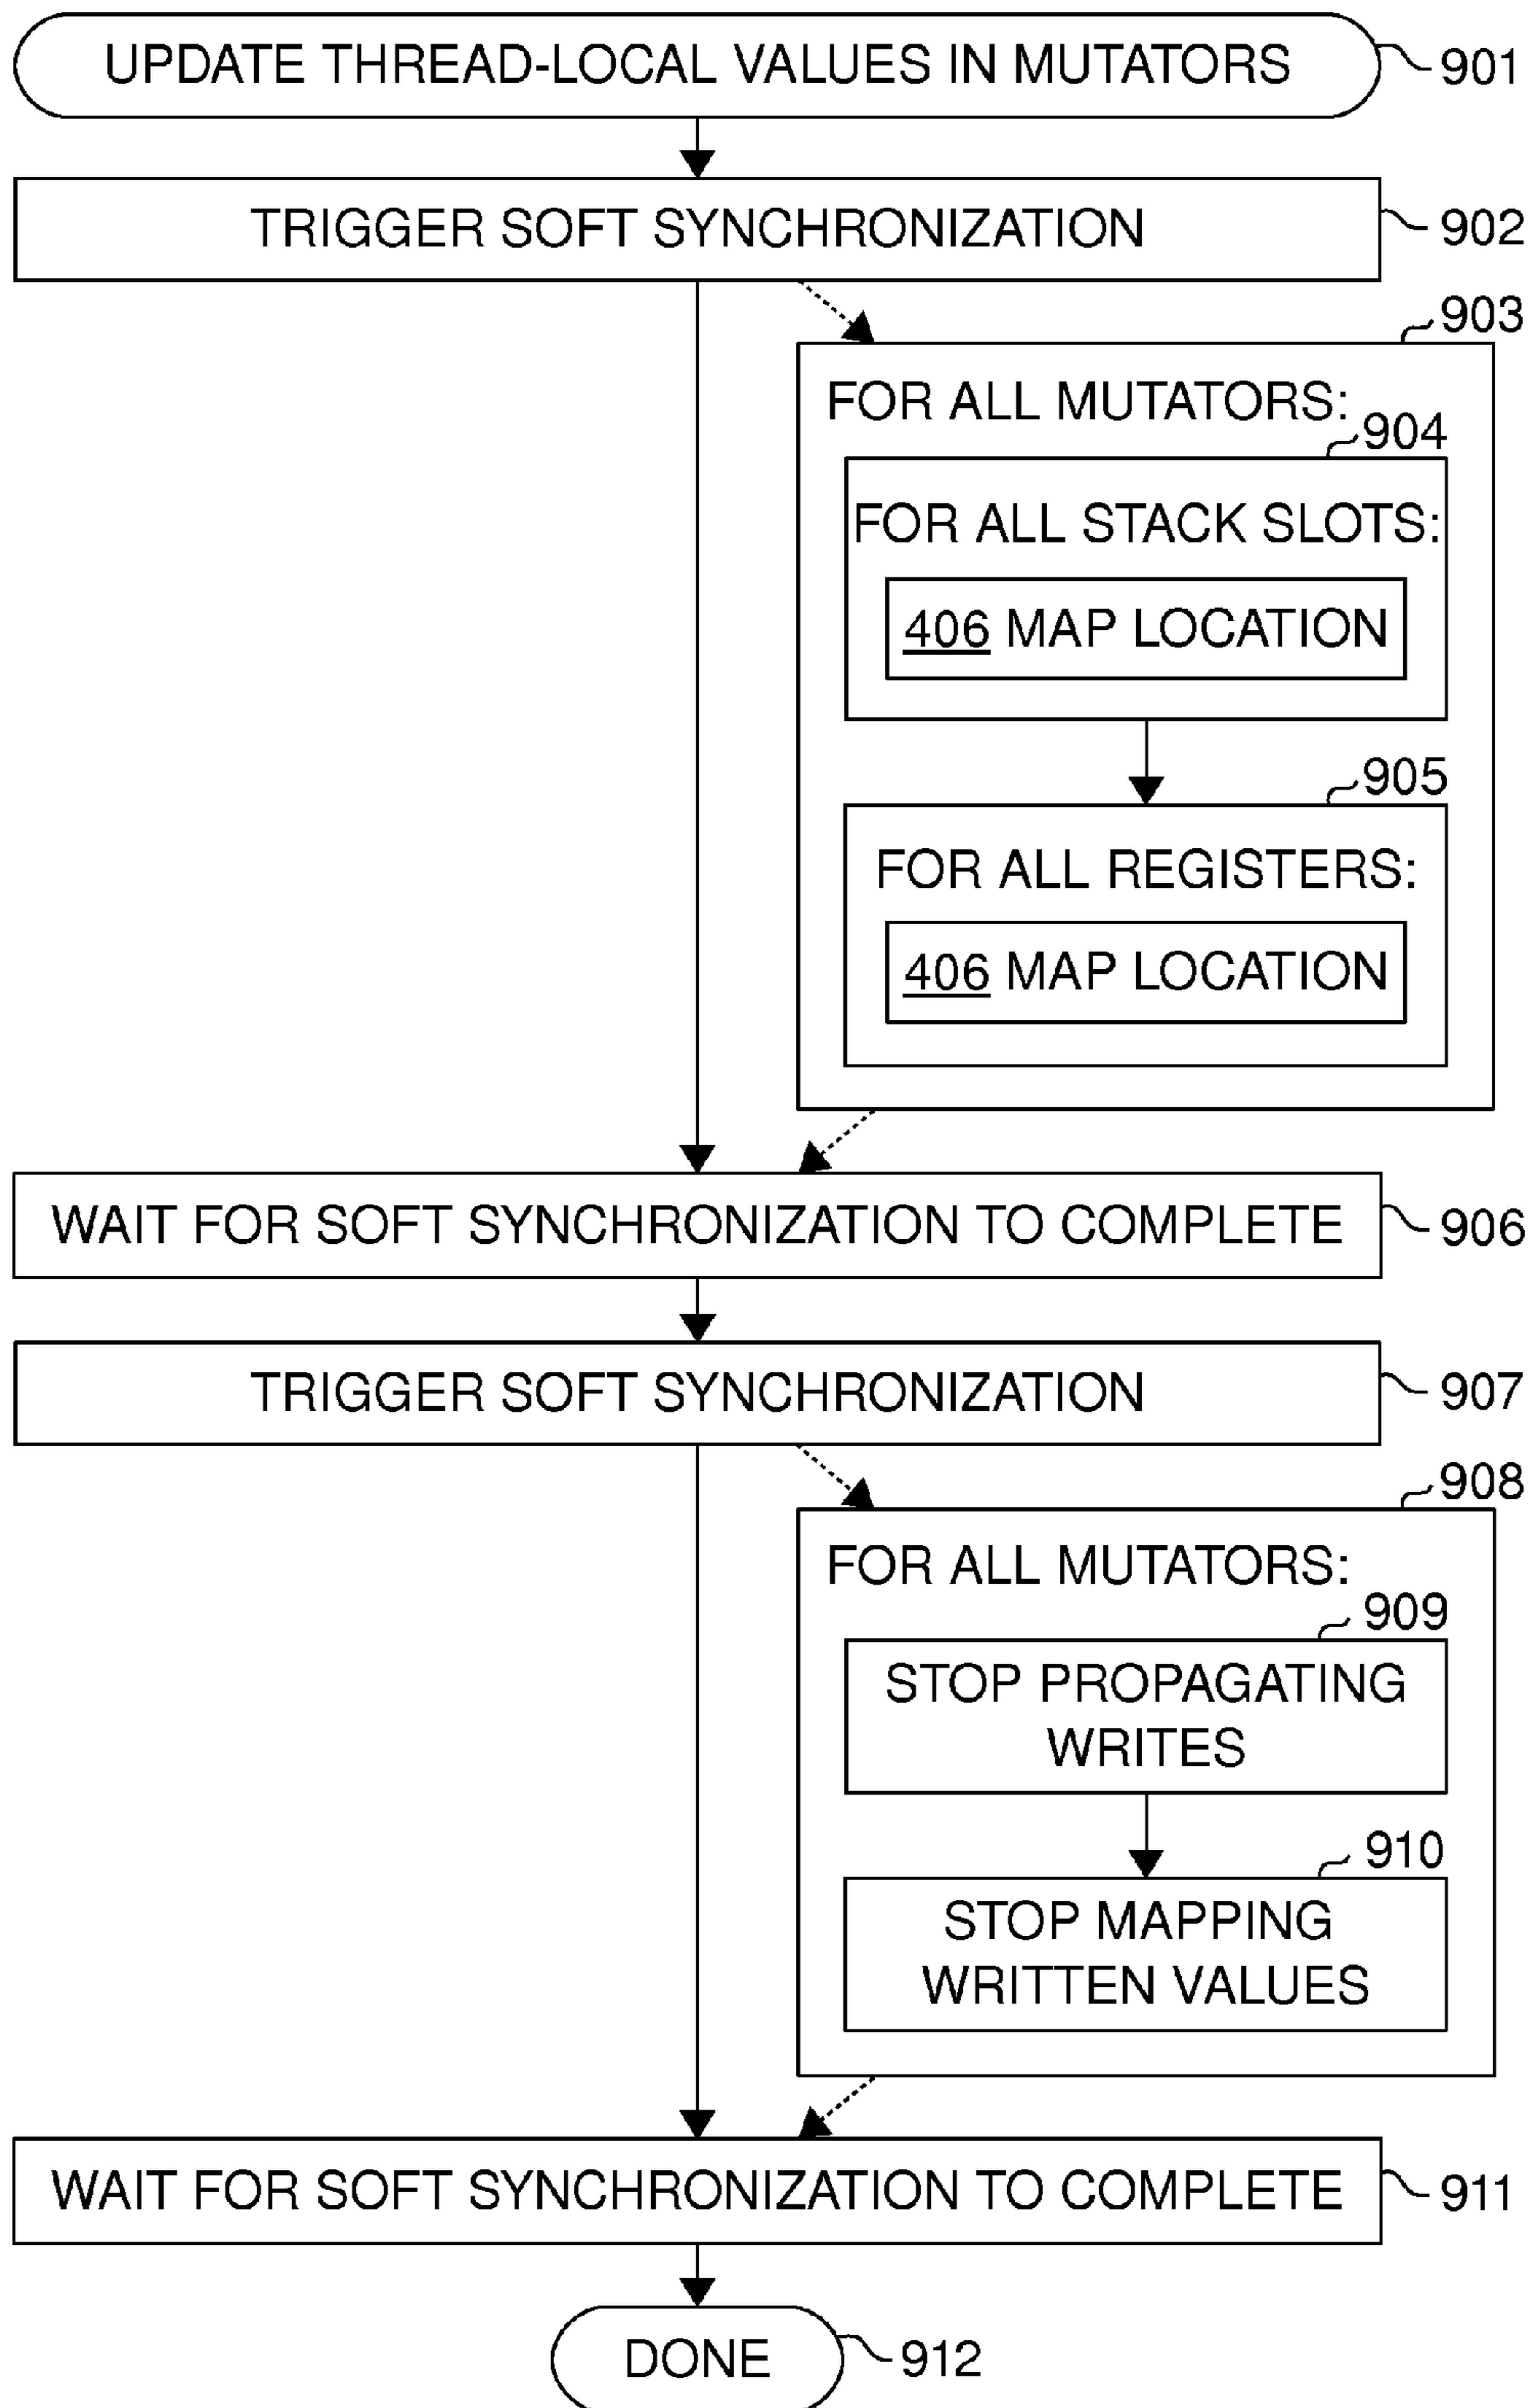 UPDATE THREAD-LOCAL VALUES IN MUTATORS 901
TRIGGER SOFT SYNCHRONIZATION 902
903
FOR ALL MUTATORS:
904
FOR ALL STACK SLOTS:
406 MAP LOCATION
905
FOR ALL REGISTERS:
406 MAP LOCATION
WAIT FOR SOFT SYNCHRONIZATION TO COMPLETE 906
TRIGGER SOFT SYNCHRONIZATION 907
908
FOR ALL MUTATORS:
909
STOP PROPAGATING
WRITES
910
STOP MAPPING
WRITTEN VALUES
WAIT FOR SOFT SYNCHRONIZATION TO COMPLETE 911
DONE 912